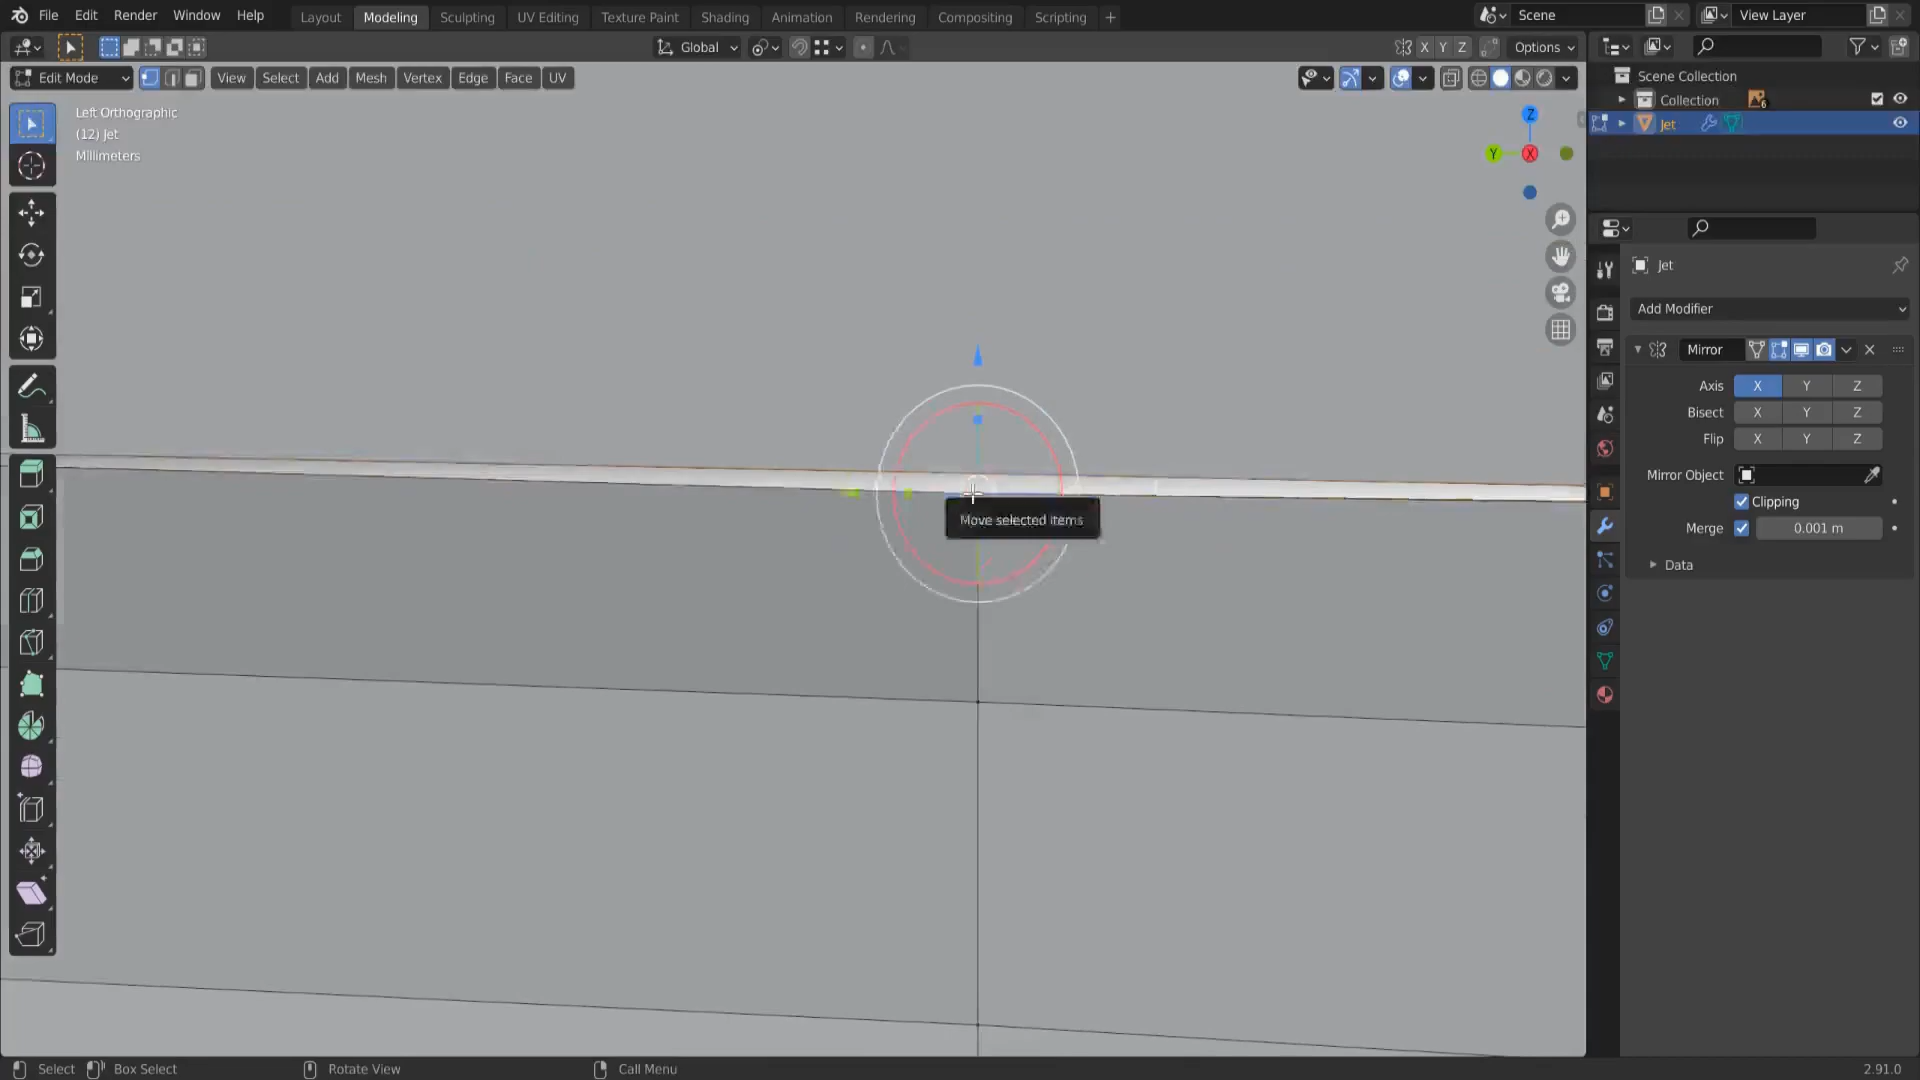 File Edit Render Window Help
Layout Modeling Sculpting UV Editing Texture Paint Shading Animation Rendering Compositing Scripting +
Scene
View Layer
Global
X Y Z
Options
Edit Mode
View Select Add Mesh Vertex Edge Face UV
Left Orthographic
(12) Jet
Millimeters
Z
Y
X
Move selected items
Scene Collection
Collection
6
Jet
Jet
Add Modifier
Mirror
Axis X Y Z
Bisect X Y Z
Flip X Y Z
Mirror Object
Clipping
Merge 0.001 m
Data
Select
Box Select
Rotate View
Call Menu
2.91.0